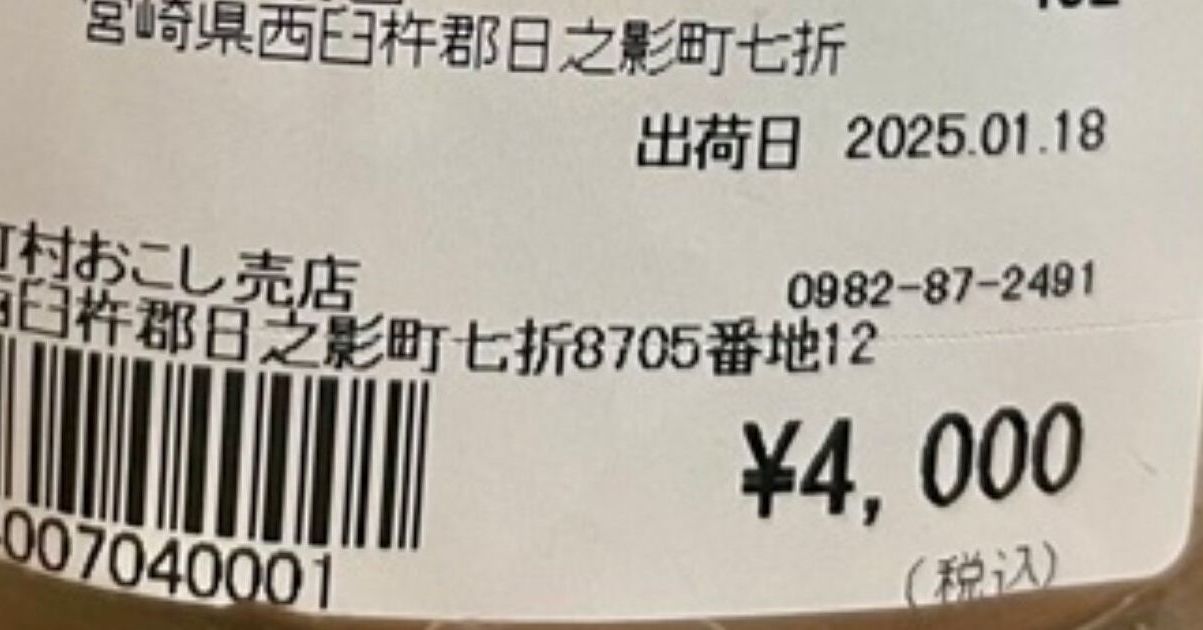 宮崎県西臼杵郡日之影町七折
出荷日 2025.01.18
町村おこし売店
0982-87-2491
西臼杵郡日之影町七折8705番地12
¥4,000
007040001
(税込)